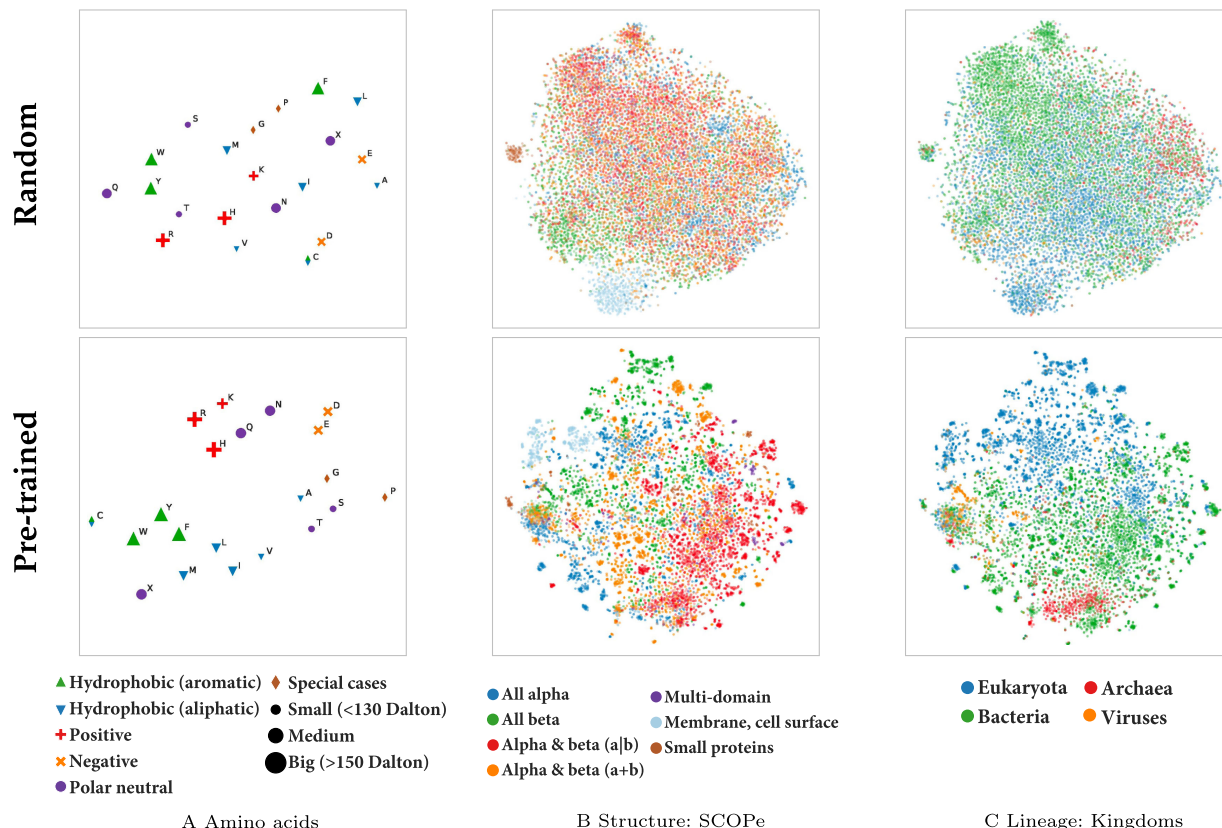 Random
F
L
P
S
G
X
M
W
E
K
A
Y
Q
I
N
T
H
R
D
V
C
Pre-trained
K
N
D
R
Q
E
H
G
A
S
P
Y
C
T
W
F
L
V
M
I
X
Hydrophobic (aromatic)
Special cases
Hydrophobic (aliphatic)
Small (<130 Dalton)
Positive
Medium
Negative
Big (>150 Dalton)
Polar neutral
All alpha
Multi-domain
All beta
Membrane, cell surface
Alpha & beta (a|b)
Small proteins
Alpha & beta (a+b)
Eukaryota
Archaea
Bacteria
Viruses
A Amino acids
B Structure: SCOPe
C Lineage: Kingdoms